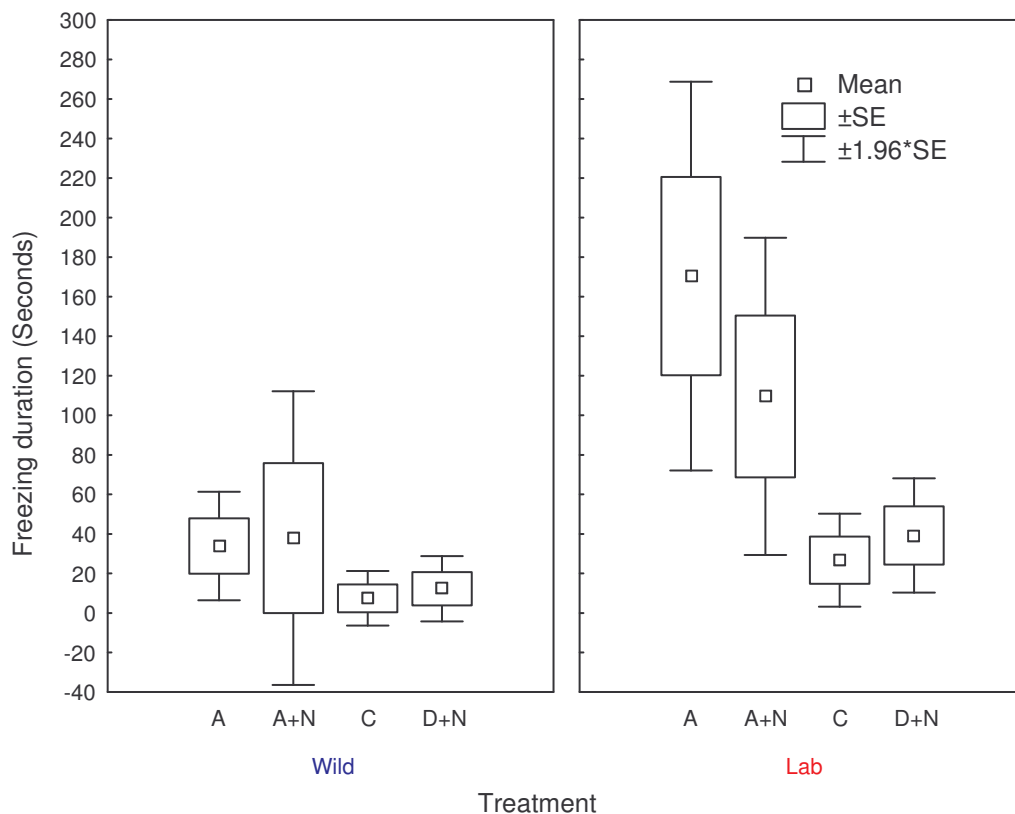 300
280
260
240
220
200
180
160
140
120
100
80
60
40
20
0
-20
-40
Freezing duration (Seconds)
Mean
±SE
±1.96*SE
A A+N C D+N
A A+N C D+N
Wild
Lab
Treatment